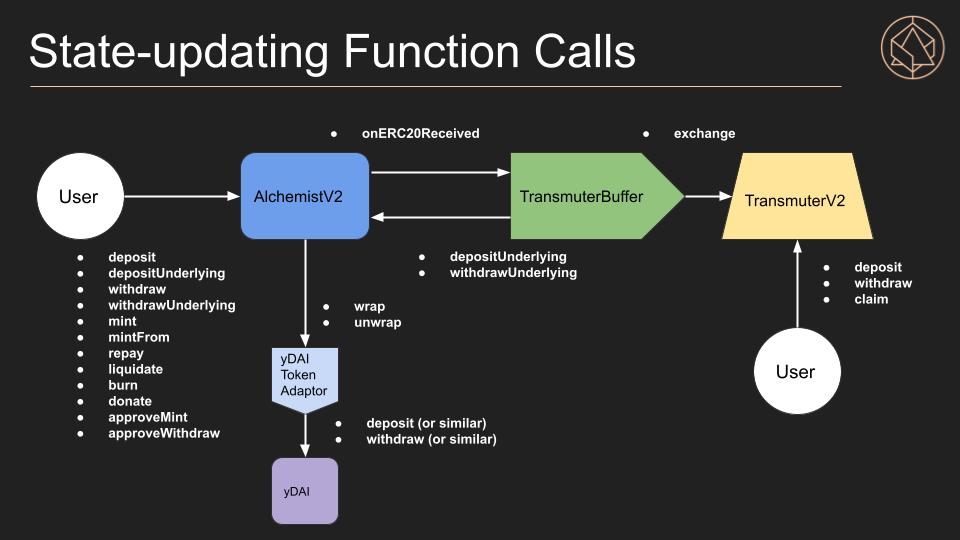 State-updating Function Calls
● onERC20Received
● exchange
User
AlchemistV2
TransmuterBuffer
TransmuterV2
● deposit
● depositUnderlying
● withdraw
● withdrawUnderlying
● mint
● mintFrom
● repay
● liquidate
● burn
● donate
● approveMint
● approveWithdraw
● depositUnderlying
● withdrawUnderlying
● deposit
● withdraw
● claim
● wrap
● unwrap
yDAI
Token
Adaptor
User
● deposit (or similar)
● withdraw (or similar)
yDAI